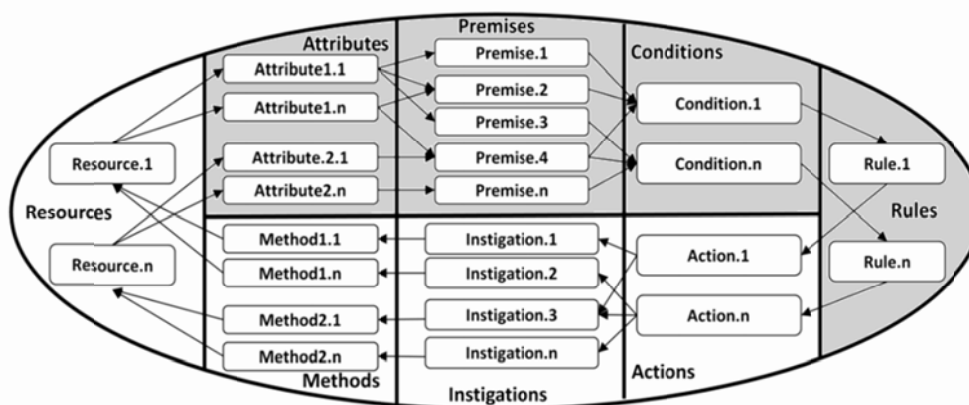 Premises
Attributes
Conditions
Premise.1
Attribute1.1
Premise.2
Attribute1.n
Condition.1
Premise.3
Resource.1
Attribute.2.1
Premise.4
Condition.n
Rule.1
Attribute2.n
Premise.n
Resources
Rules
Method1.1
Instigation.1
Action.1
Resource.n
Rule.n
Method1.n
Instigation.2
Method2.1
Instigation.3
Action.n
Method2.n
Instigation.n
Methods
Actions
Instigations